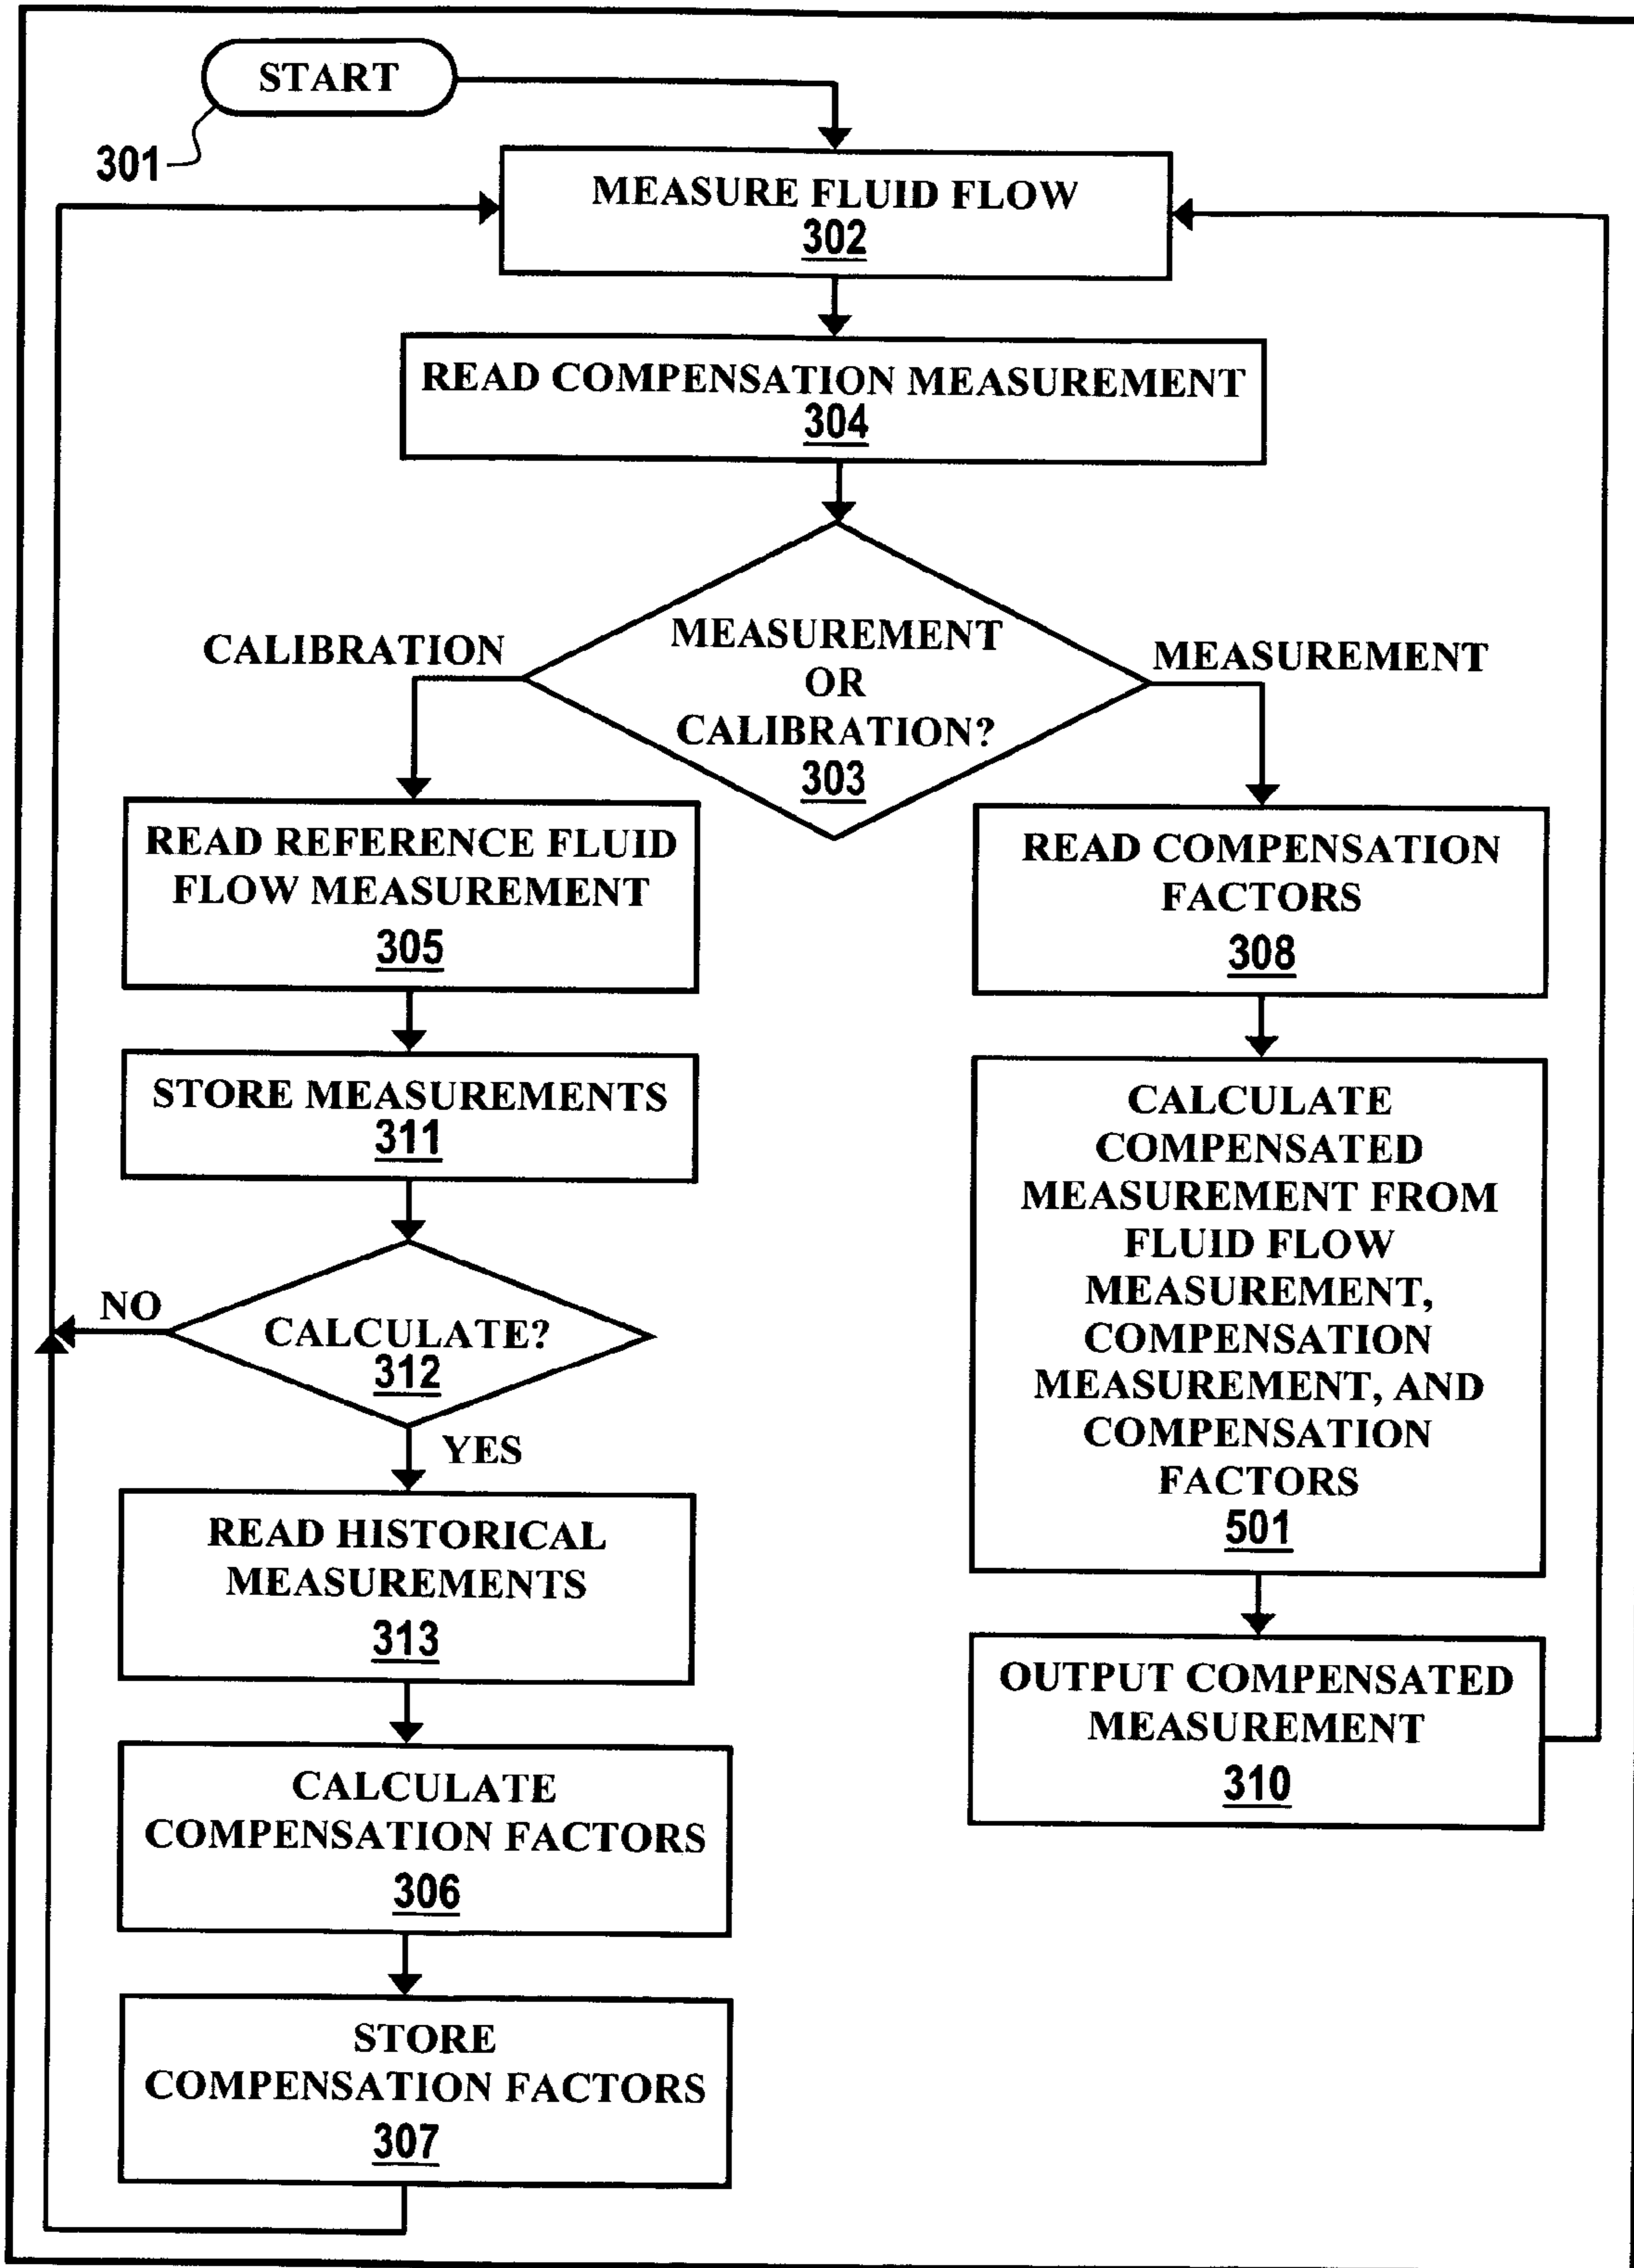 START
301
MEASURE FLUID FLOW
302
READ COMPENSATION MEASUREMENT
304
MEASUREMENT
OR
CALIBRATION?
303
CALIBRATION
MEASUREMENT
READ REFERENCE FLUID
FLOW MEASUREMENT
305
STORE MEASUREMENTS
311
CALCULATE?
312
NO
YES
READ HISTORICAL
MEASUREMENTS
313
CALCULATE
COMPENSATION FACTORS
306
STORE
COMPENSATION FACTORS
307
READ COMPENSATION
FACTORS
308
CALCULATE
COMPENSATED
MEASUREMENT FROM
FLUID FLOW
MEASUREMENT,
COMPENSATION
MEASUREMENT, AND
COMPENSATION
FACTORS
501
OUTPUT COMPENSATED
MEASUREMENT
310